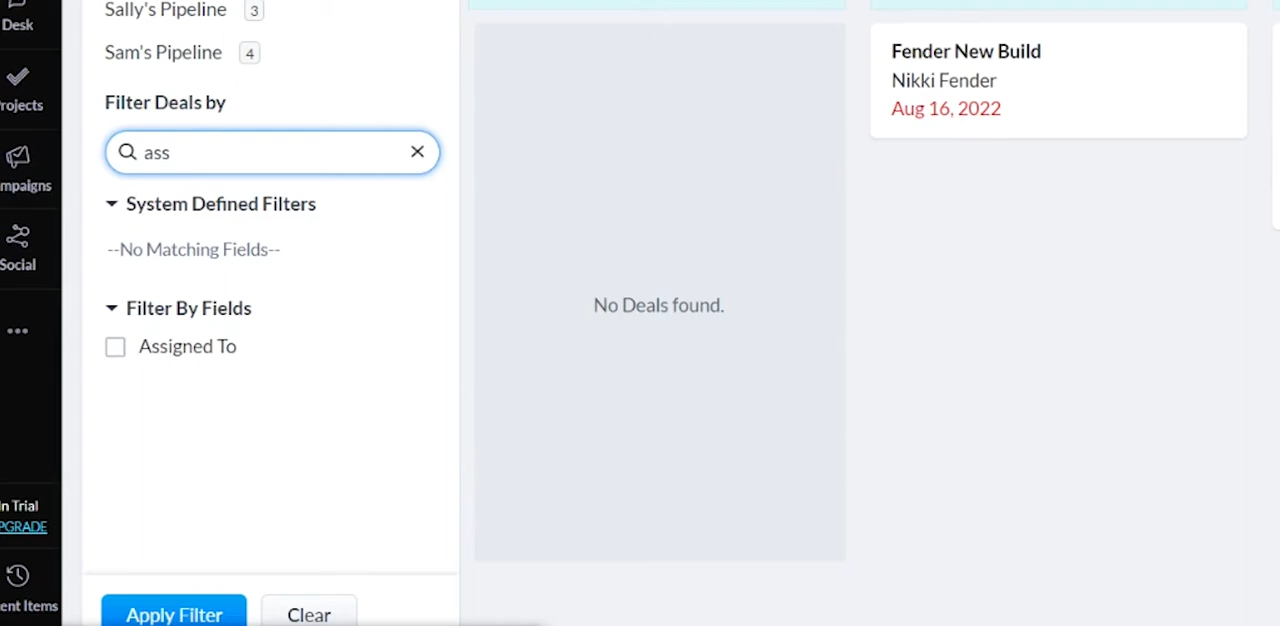 Desk
rojects
mpaigns
Social
In Trial
PGRADE
ent Items
Sally's Pipeline 3
Sam's Pipeline 4
Filter Deals by
ass
System Defined Filters
--No Matching Fields--
Filter By Fields
Assigned To
Apply Filter Clear
No Deals found.
Fender New Build
Nikki Fender
Aug 16, 2022